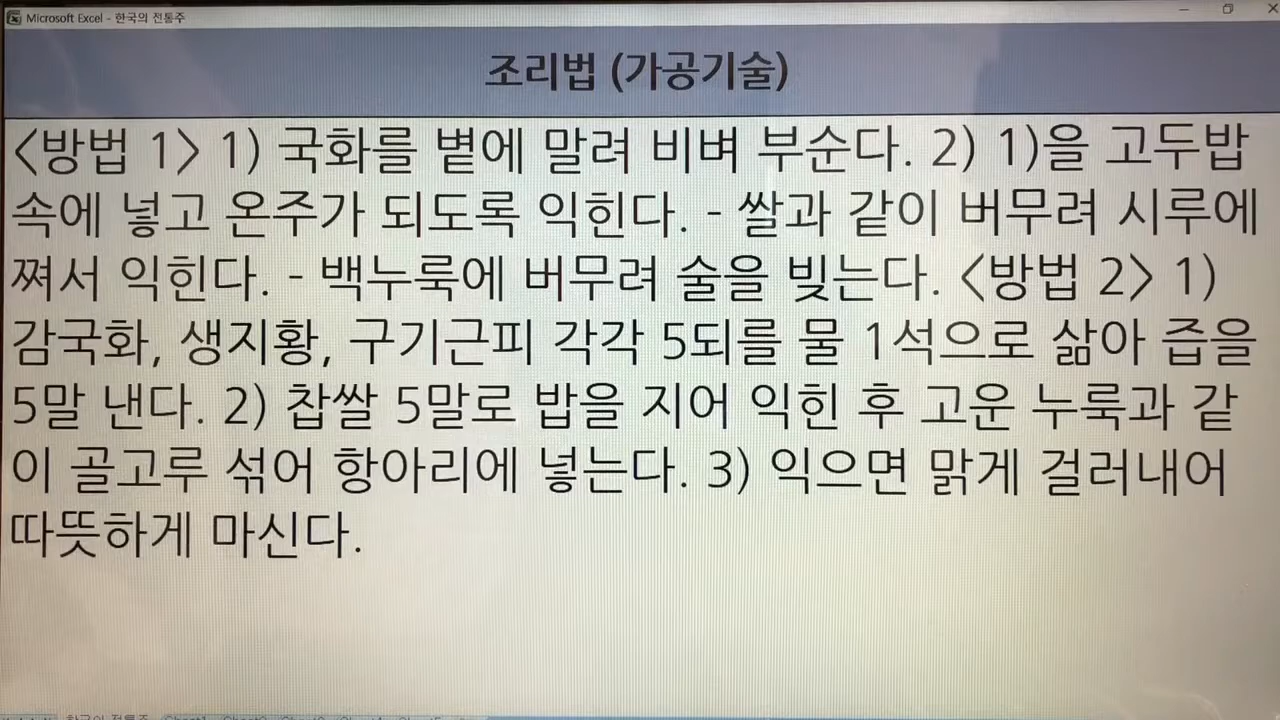 Microsoft Excel - 한국의 전통주
조리법 (가공기술)
<방법 1> 1) 국화를 볕에 말려 비벼 부순다. 2) 1)을 고두밥
속에 넣고 온주가 되도록 익힌다. - 쌀과 같이 버무려 시루에
쪄서 익힌다. - 백누룩에 버무려 술을 빚는다. <방법 2> 1)
감국화, 생지황, 구기근피 각각 5되를 물 1석으로 삶아 즙을
5말 낸다. 2) 찹쌀 5말로 밥을 지어 익힌 후 고운 누룩과 같
이 골고루 섞어 항아리에 넣는다. 3) 익으면 맑게 걸러내어
따뜻하게 마신다.